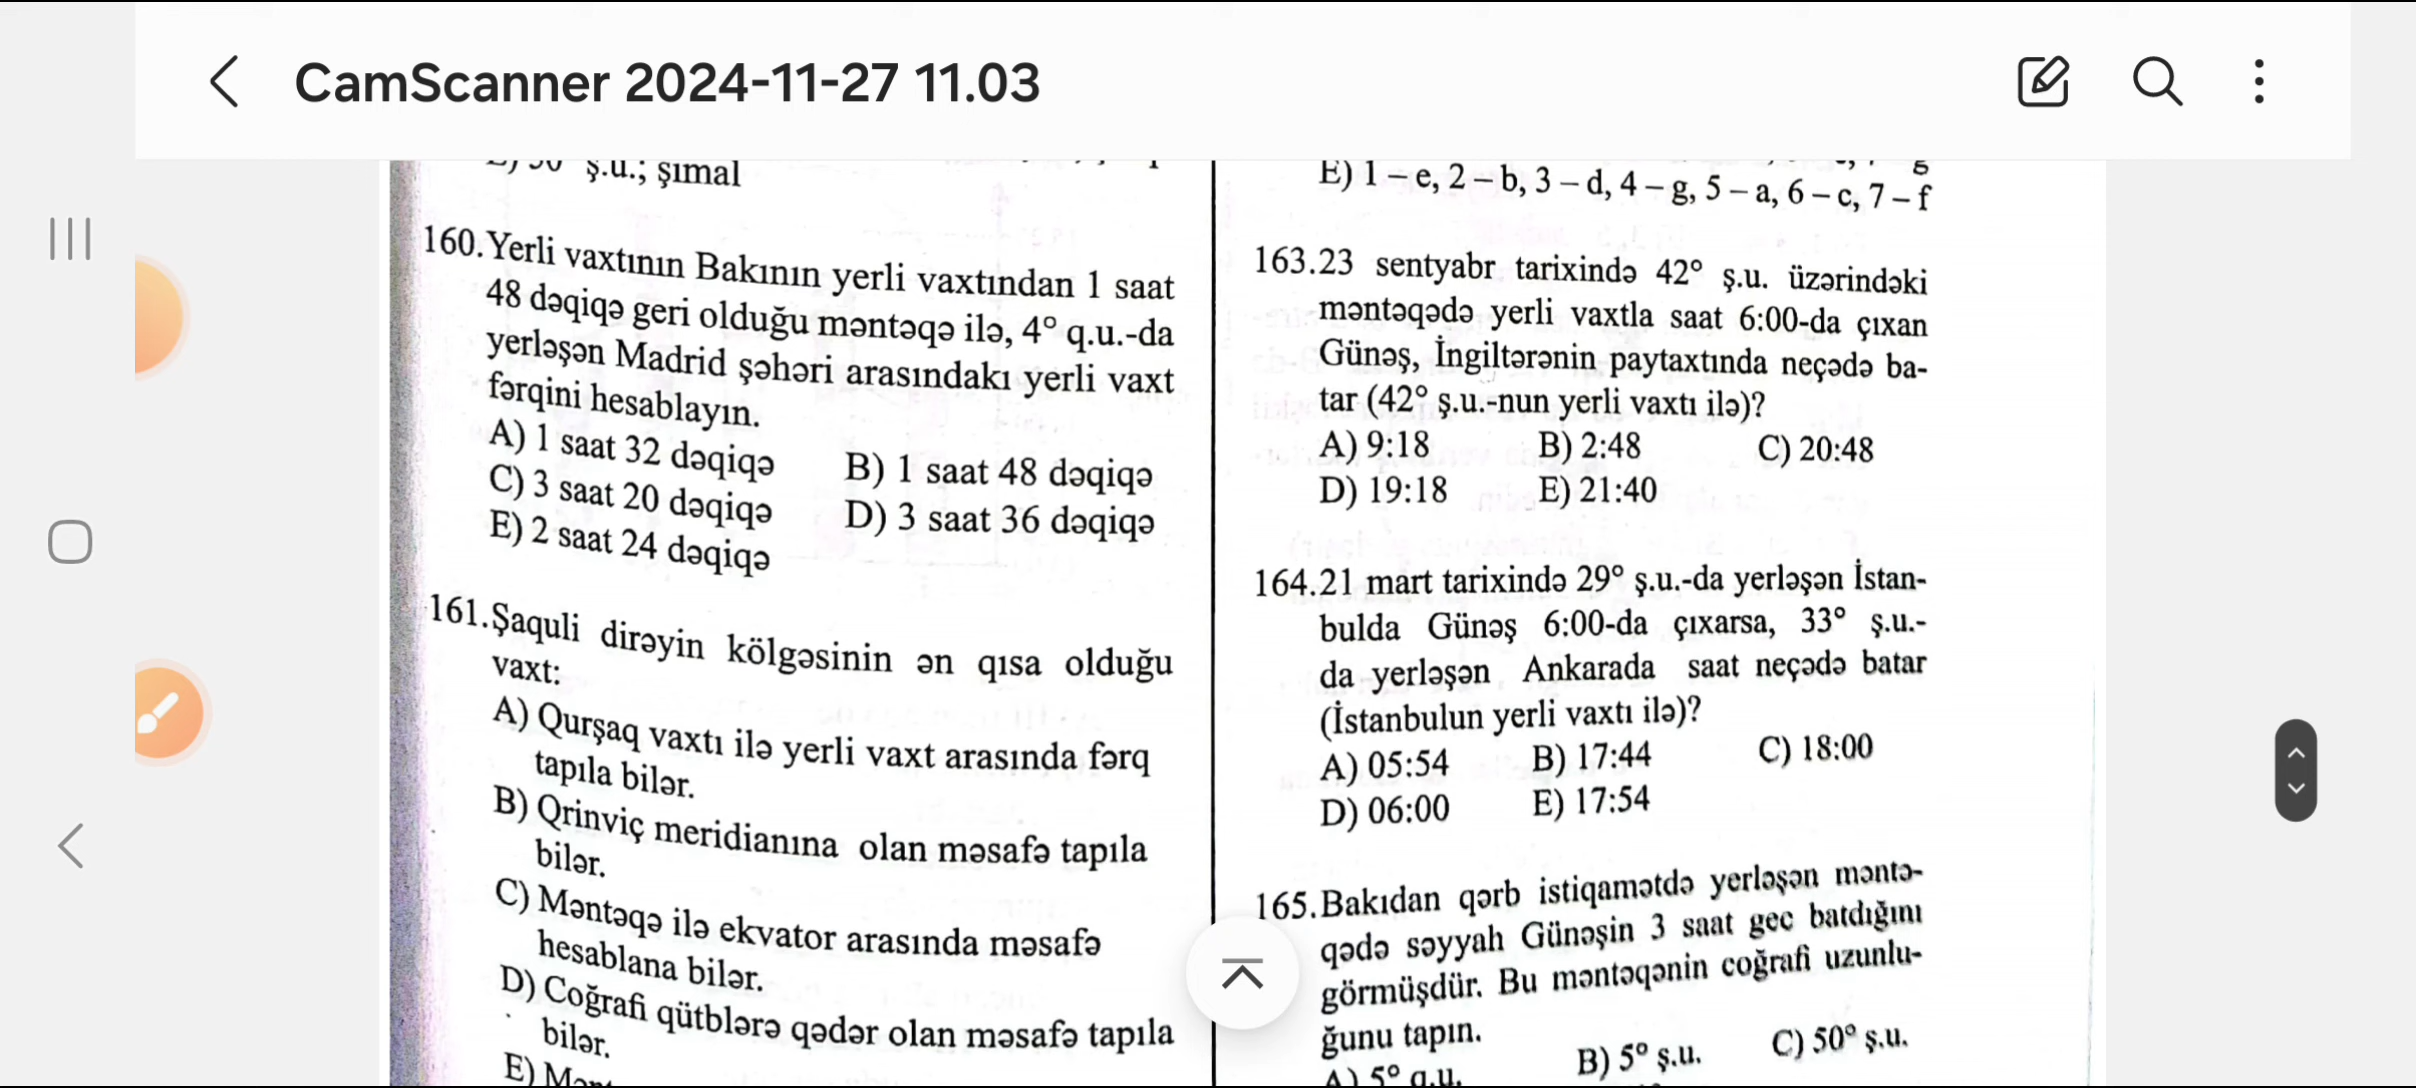 CamScanner 2024-11-27 11.03
ş.u.; şımal
160. Yerli vaxtının Bakının yerli vaxtından 1 saat
48 dəqiqə geri olduğu məntəqə ilə, 4° q.u.-da
yerləşən Madrid şəhəri arasındakı yerli vaxt
fərqini hesablayın.
A) 1 saat 32 dəqiqə B) 1 saat 48 dəqiqə
C) 3 saat 20 dəqiqə D) 3 saat 36 dəqiqə
E) 2 saat 24 dəqiqə
161. Şaquli dirəyin kölgəsinin ən qısa olduğu
vaxt:
A) Qurşaq vaxtı ilə yerli vaxt arasında fərq
tapıla bilər.
B) Qrinviç meridianına olan məsafə tapıla
bilər.
C) Məntəqə ilə ekvator arasında məsafə
hesablana bilər.
D) Coğrafi qütblərə qədər olan məsafə tapıla
bilər.
E)
E) 1 – e, 2 – b, 3 – d, 4 – g, 5 – a, 6 – c, 7 – f
163. 23 sentyabr tarixində 42° ş.u. üzərindəki
məntəqədə yerli vaxtla saat 6:00-da çıxan
Günəş, İngiltərənin paytaxtında neçədə ba-
tar (42° ş.u.-nun yerli vaxtı ilə)?
A) 9:18 B) 2:48 C) 20:48
D) 19:18 E) 21:40
164. 21 mart tarixində 29° ş.u.-da yerləşən İstan-
bulda Günəş 6:00-da çıxarsa, 33° ş.u.-
da yerləşən Ankarada saat neçədə batar
(İstanbulun yerli vaxtı ilə)?
A) 05:54 B) 17:44 C) 18:00
D) 06:00 E) 17:54
165. Bakıdan qərb istiqamətdə yerləşən məntə-
qədə səyyah Günəşin 3 saat gec batdığını
görmüşdür. Bu məntəqənin coğrafi uzunlu-
ğunu tapın.
A) 5° q.u. B) 5° ş.u. C) 50° ş.u.